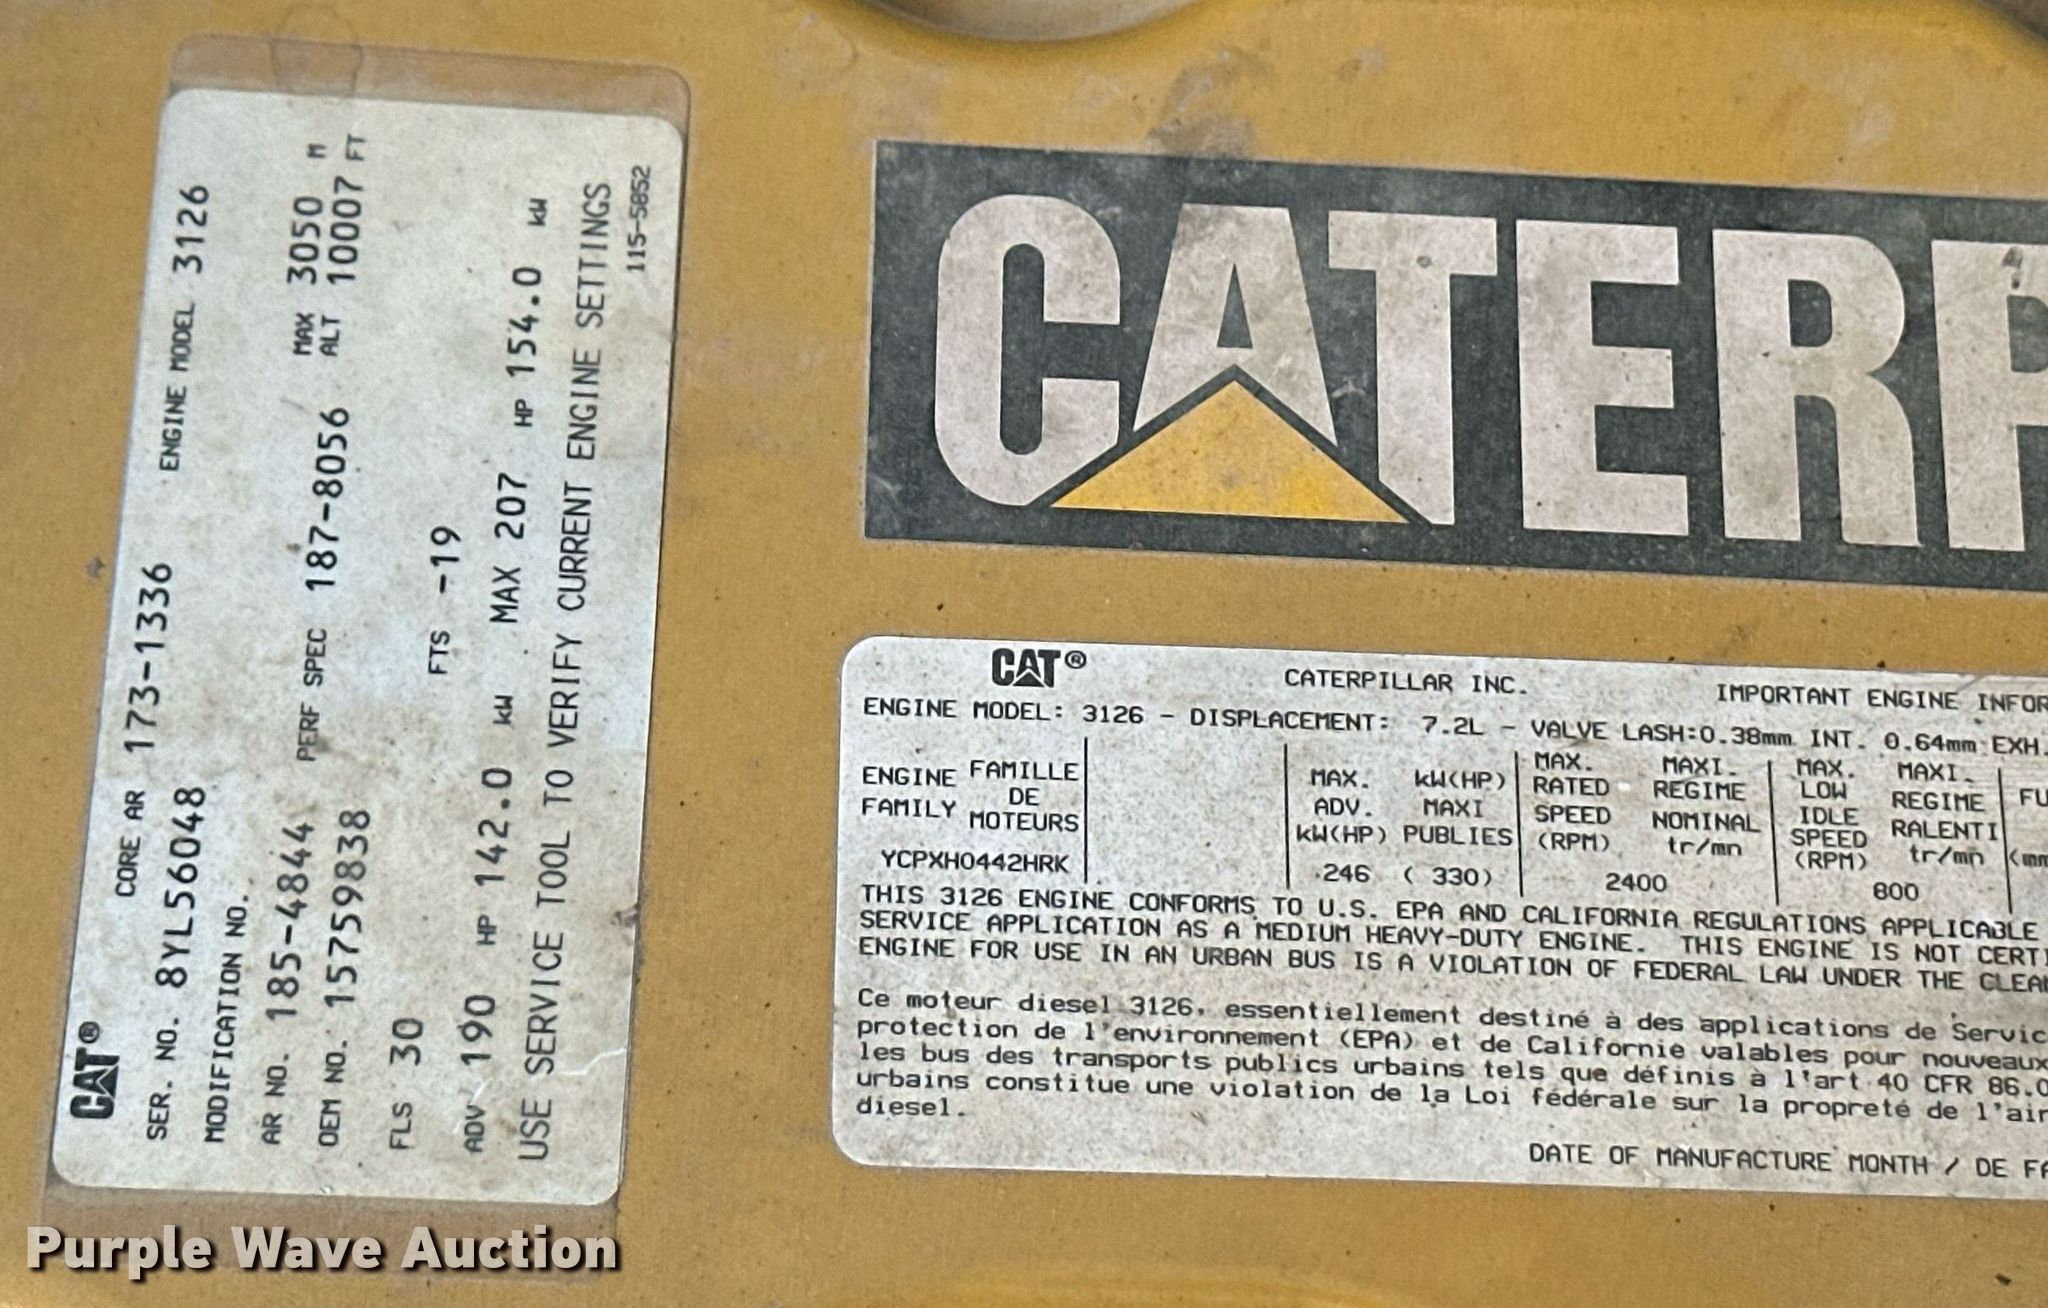 CAT®
CORE AR 173-1336 ENGINE MODEL 3126
SER. NO. 8YL56048
MODIFICATION NO.
AR NO. 185-4844 PERF SPEC 187-8056 MAX 3050 M
OEM NO. 15759838 ALT 10007 FT
FLS 30 FTS -19
ADV 190 HP 142.0 kW MAX 207 HP 154.0 kW
USE SERVICE TOOL TO VERIFY CURRENT ENGINE SETTINGS
115-5852
CATERP
CAT® CATERPILLAR INC. IMPORTANT ENGINE INFOR
ENGINE MODEL: 3126 - DISPLACEMENT: 7.2L - VALVE LASH:0.38mm INT. 0.64mm EXH.
ENGINE FAMILY
FAMILLE DE MOTEURS
MAX. ADV. kW(HP)
kW(HP) MAXI PUBLIES
MAX. RATED SPEED (RPM)
MAXI. REGIME NOMINAL tr/mn
MAX. LOW IDLE SPEED (RPM)
MAXI. REGIME RALENTI tr/mn
FU
(mm
YCPXH0442HRK 246 ( 330) 2400 800
THIS 3126 ENGINE CONFORMS TO U.S. EPA AND CALIFORNIA REGULATIONS APPLICABLE
SERVICE APPLICATION AS A MEDIUM HEAVY-DUTY ENGINE. THIS ENGINE IS NOT CERTI
ENGINE FOR USE IN AN URBAN BUS IS A VIOLATION OF FEDERAL LAW UNDER THE CLEA
Ce moteur diesel 3126, essentiellement destiné à des applications de Servic
protection de l'environnement (EPA) et de Californie valables pour nouveaux
les bus des transports publics urbains tels que définis à l'art 40 CFR 86.0
urbains constitue une violation de la Loi fédérale sur la propreté de l'air
diesel.
DATE OF MANUFACTURE MONTH / DE FA
Purple Wave Auction